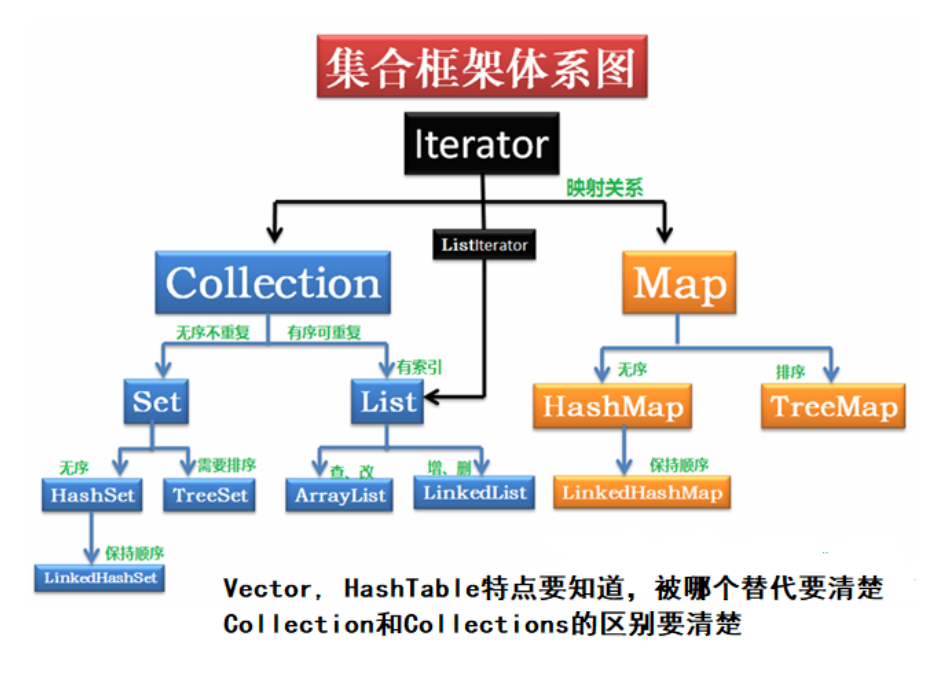 集合框架体系图
Iterator
映射关系
ListIterator
Collection
Map
无序不重复
有序可重复
有索引
无序
排序
Set
List
HashMap
TreeMap
无序
需要排序
查、改
增、删
保持顺序
HashSet
TreeSet
ArrayList
LinkedList
LinkedHashMap
保持顺序
LinkedHashSet
Vector, HashTable特点要知道，被哪个替代要清楚
Collection和Collections的区别要清楚